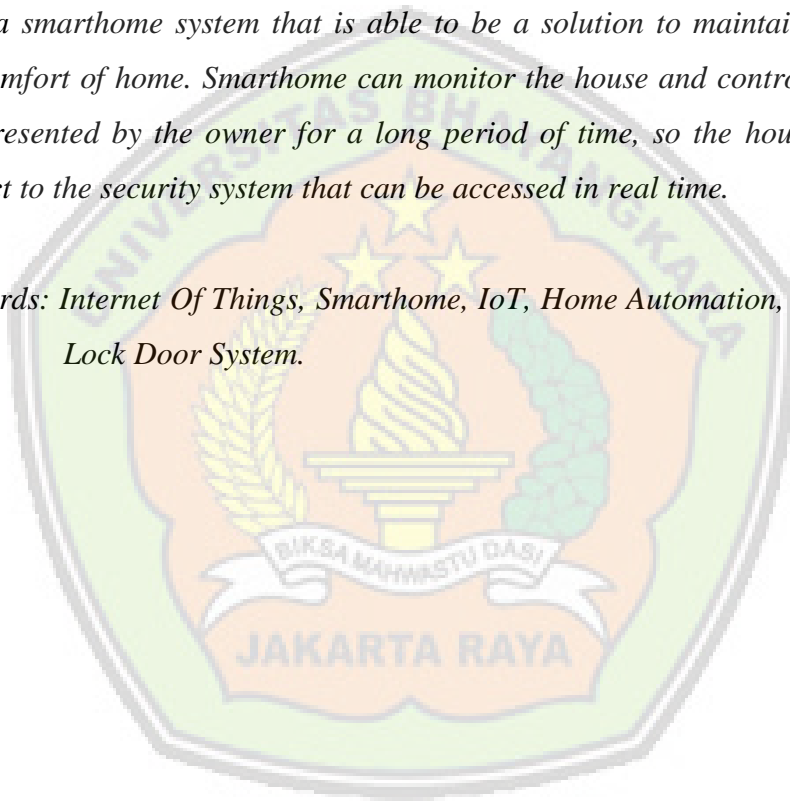 a smarthome system that is able to be a solution to maintai
mfort of home. Smarthome can monitor the house and contro
resented by the owner for a long period of time, so the hou
ct to the security system that can be accessed in real time.
rds: Internet Of Things, Smarthome, IoT, Home Automation,
Lock Door System.
UNIVERSITAS BHAYANGKARA
BIKSA MAHWASTU DASI
JAKARTA RAYA